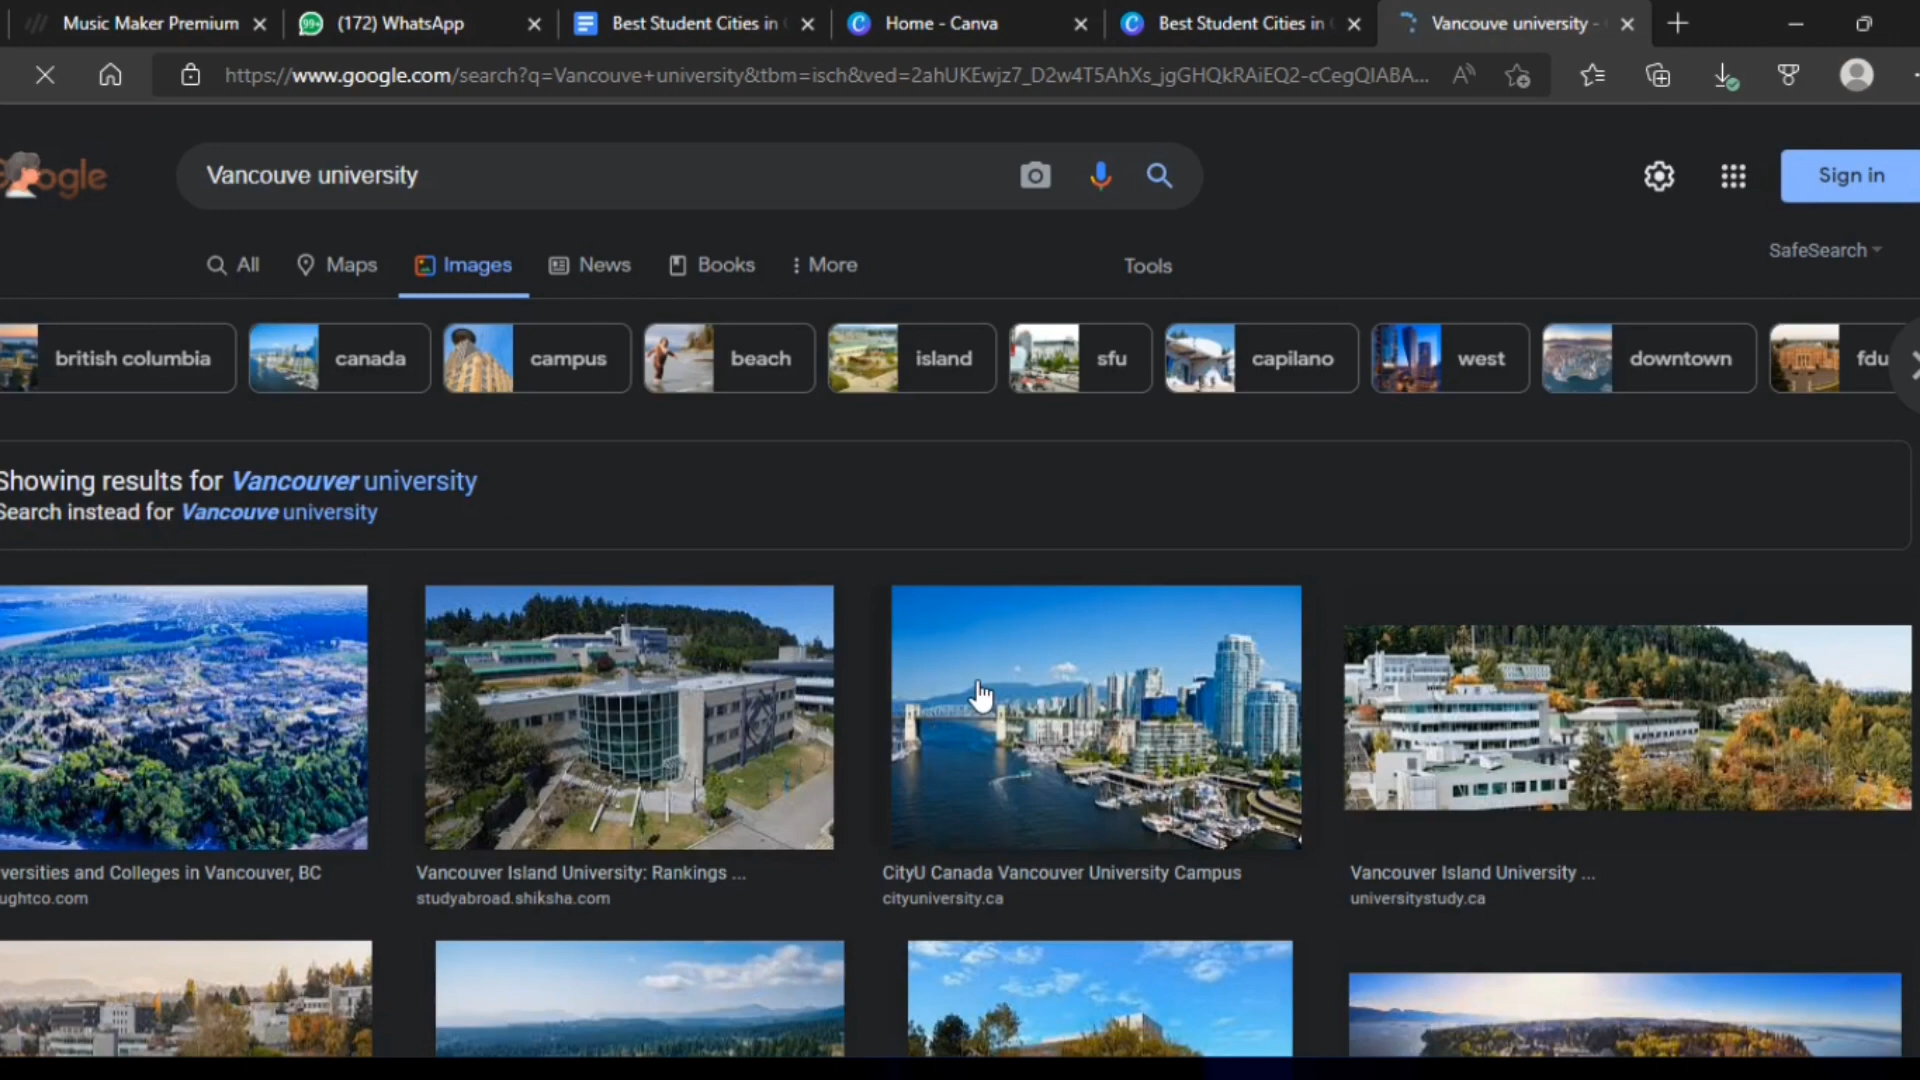 Music Maker Premium
99+ (172) WhatsApp
Best Student Cities in
Home - Canva
Best Student Cities in
Vancouve university -
https://www.google.com/search?q=Vancouve+university&tbm=isch&ved=2ahUKEwjz7_D2w4T5AhXs_jgGHQkRAiEQ2-cCegQIABA...
ogle
Vancouve university
Sign in
All
Maps
Images
News
Books
More
Tools
SafeSearch
british columbia
canada
campus
beach
island
sfu
capilano
west
downtown
fdu
Showing results for Vancouver university
Search instead for Vancouve university
versities and Colleges in Vancouver, BC
ughtco.com
Vancouver Island University: Rankings ...
studyabroad.shiksha.com
CityU Canada Vancouver University Campus
cityuniversity.ca
Vancouver Island University ...
universitystudy.ca